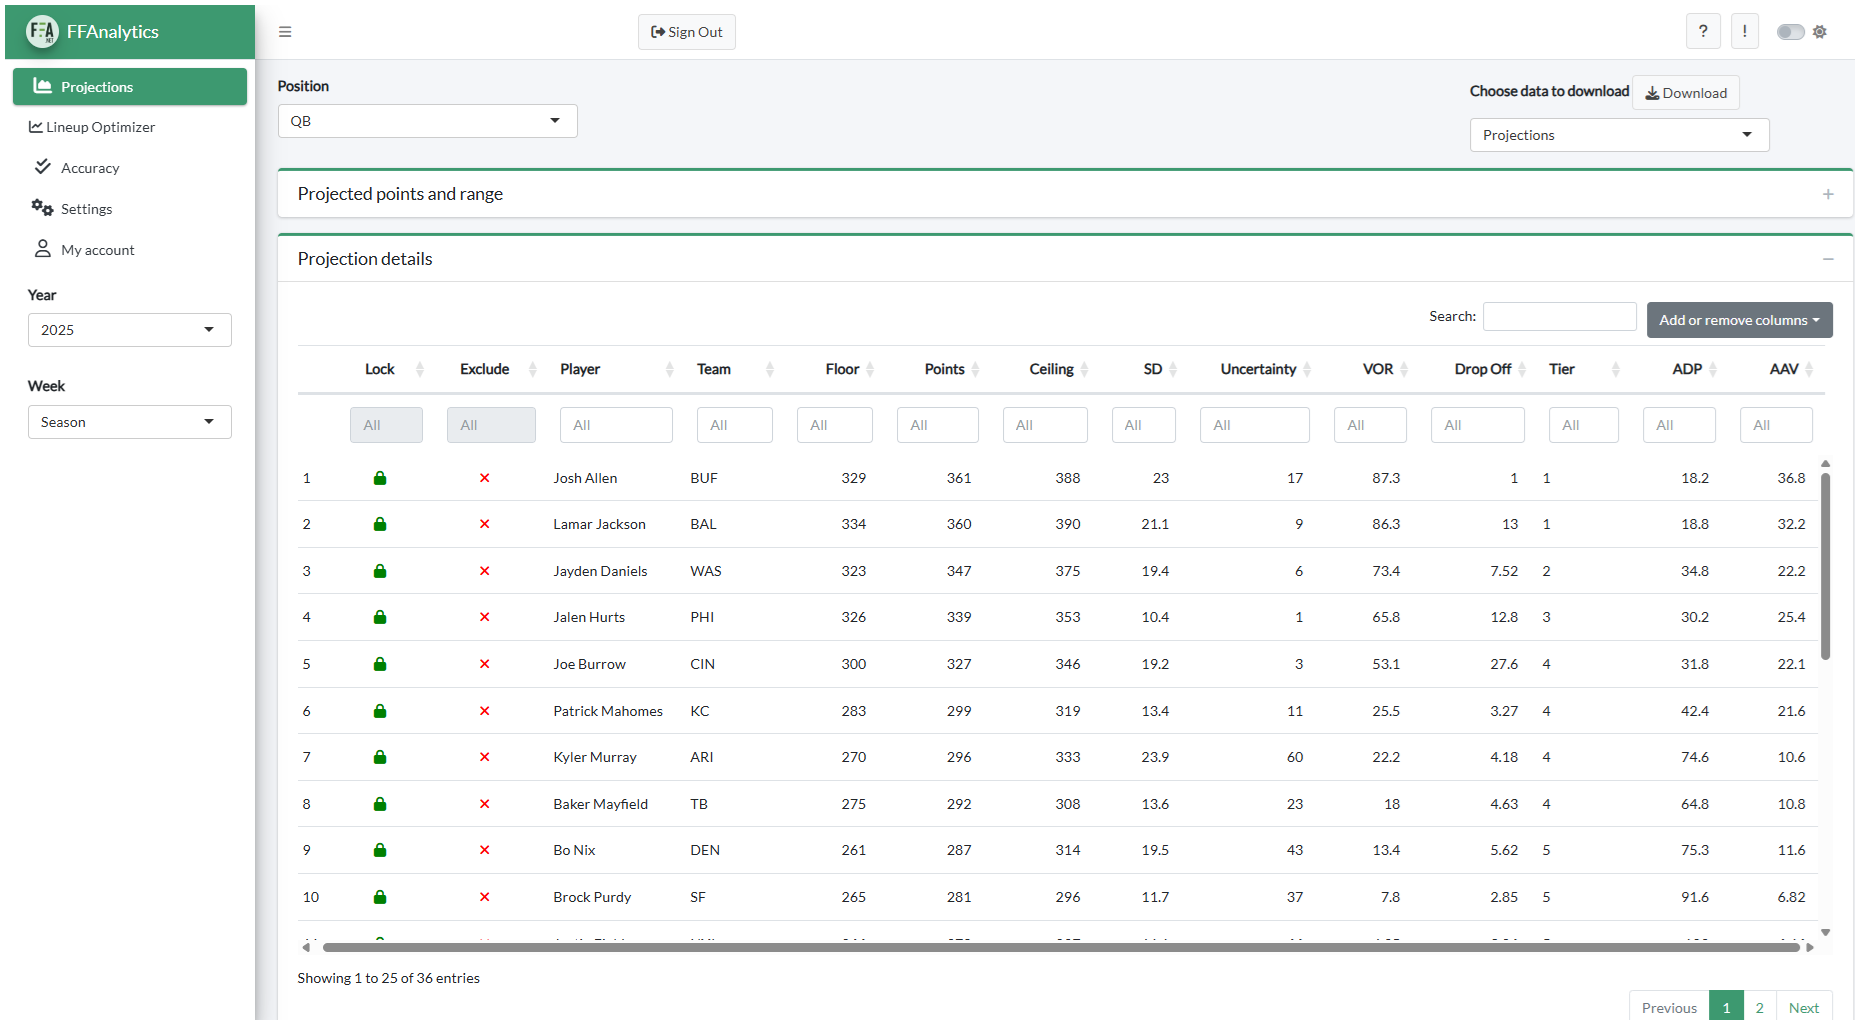 FFA .NET FFAnalytics
Sign Out
? !
Projections
Lineup Optimizer
Accuracy
Settings
My account
Year
2025
Week
Season
Position
QB
Choose data to download Download
Projections
Projected points and range +
Projection details −
Search: Add or remove columns
Lock Exclude Player Team Floor Points Ceiling SD Uncertainty VOR Drop Off Tier ADP AAV
All All All All All All All All All All All All All All
1 Josh Allen BUF 329 361 388 23 17 87.3 1 1 18.2 36.8
2 Lamar Jackson BAL 334 360 390 21.1 9 86.3 13 1 18.8 32.2
3 Jayden Daniels WAS 323 347 375 19.4 6 73.4 7.52 2 34.8 22.2
4 Jalen Hurts PHI 326 339 353 10.4 1 65.8 12.8 3 30.2 25.4
5 Joe Burrow CIN 300 327 346 19.2 3 53.1 27.6 4 31.8 22.1
6 Patrick Mahomes KC 283 299 319 13.4 11 25.5 3.27 4 42.4 21.6
7 Kyler Murray ARI 270 296 333 23.9 60 22.2 4.18 4 74.6 10.6
8 Baker Mayfield TB 275 292 308 13.6 23 18 4.63 4 64.8 10.8
9 Bo Nix DEN 261 287 314 19.5 43 13.4 5.62 5 75.3 11.6
10 Brock Purdy SF 265 281 296 11.7 37 7.8 2.85 5 91.6 6.82
Showing 1 to 25 of 36 entries
Previous 1 2 Next